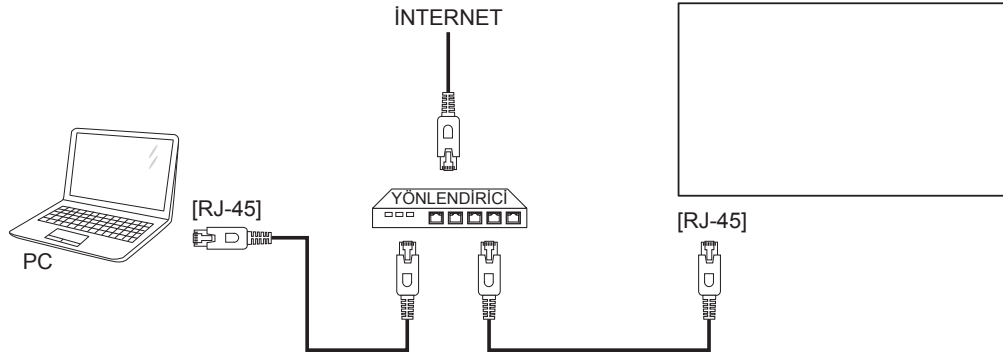 İNTERNET
YÖNLENDİRİCİ
[RJ-45]
[RJ-45]
PC